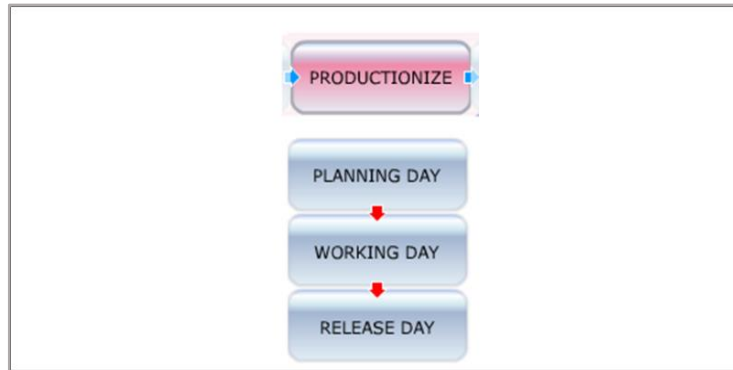 PRODUCTIONIZE
PLANNING DAY
WORKING DAY
RELEASE DAY